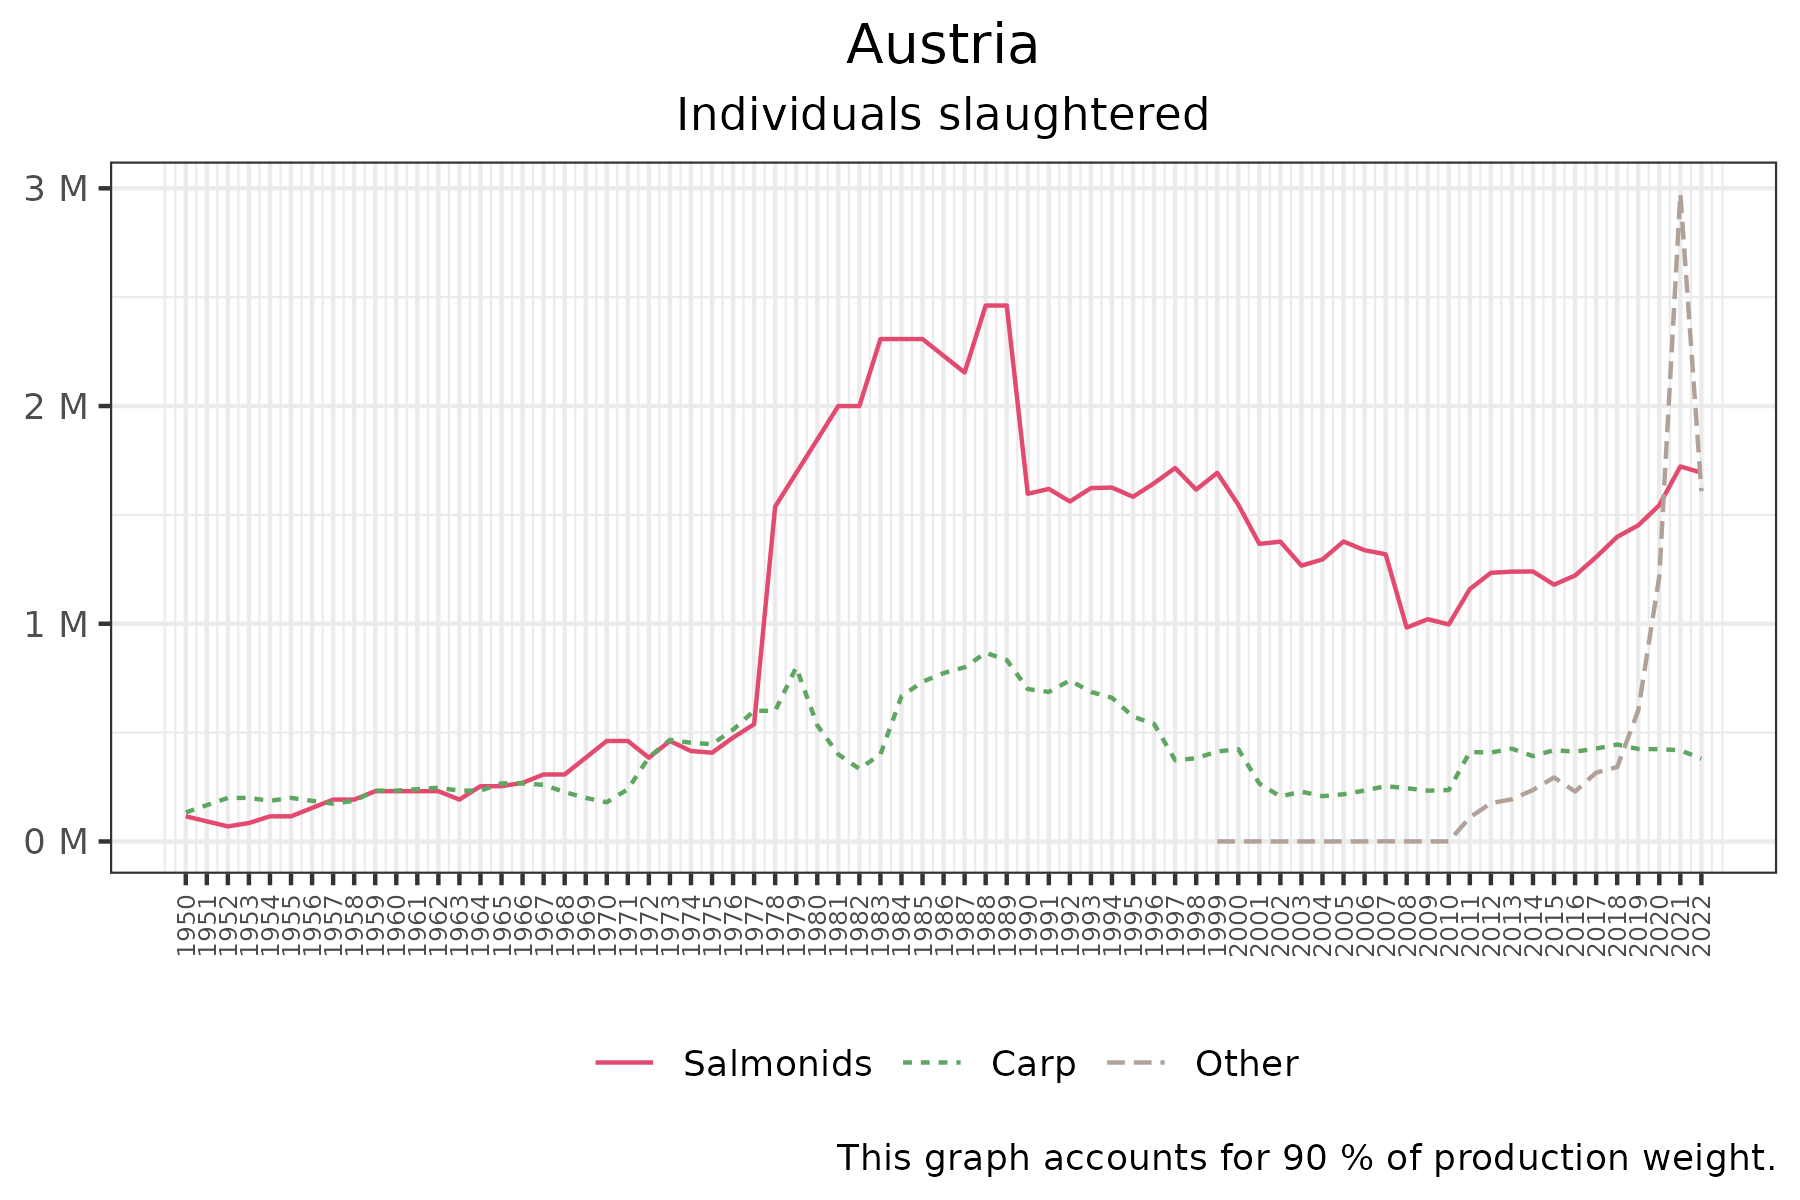 Austria
Individuals slaughtered
3 M
2 M
1 M
0 M
1950 1951 1952 1953 1954 1955 1956 1957 1958 1959 1960 1961 1962 1963 1964 1965 1966 1967 1968 1969 1970 1971 1972 1973 1974 1975 1976 1977 1978 1979 1980 1981 1982 1983 1984 1985 1986 1987 1988 1989 1990 1991 1992 1993 1994 1995 1996 1997 1998 1999 2000 2001 2002 2003 2004 2005 2006 2007 2008 2009 2010 2011 2012 2013 2014 2015 2016 2017 2018 2019 2020 2021 2022
Salmonids Carp Other
This graph accounts for 90 % of production weight.